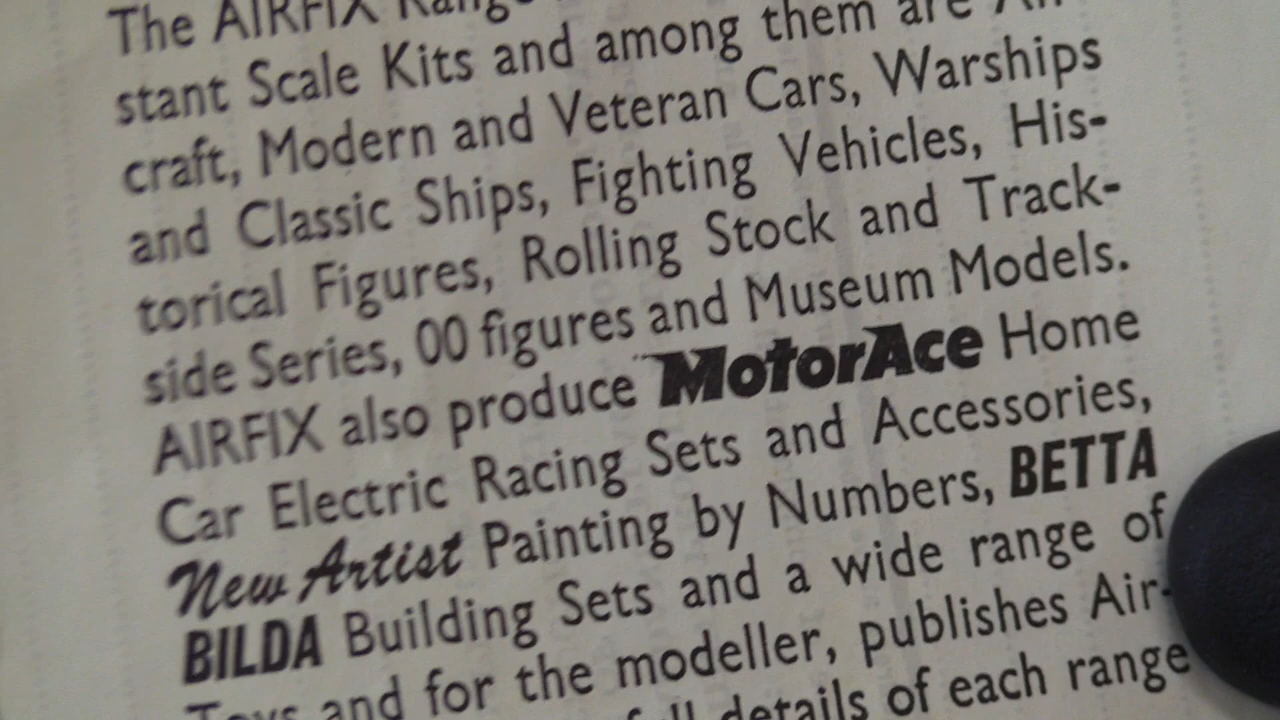 The AIRFIX Range
stant Scale Kits and among them are
craft, Modern and Veteran Cars, Warships
and Classic Ships, Fighting Vehicles, His-
torical Figures, Rolling Stock and Track-
side Series, 00 figures and Museum Models.
AIRFIX also produce MotorAce Home
Car Electric Racing Sets and Accessories,
New Artist Painting by Numbers, BETTA
BILDA Building Sets and a wide range of
Toys and for the modeller, publishes Air-
full details of each range